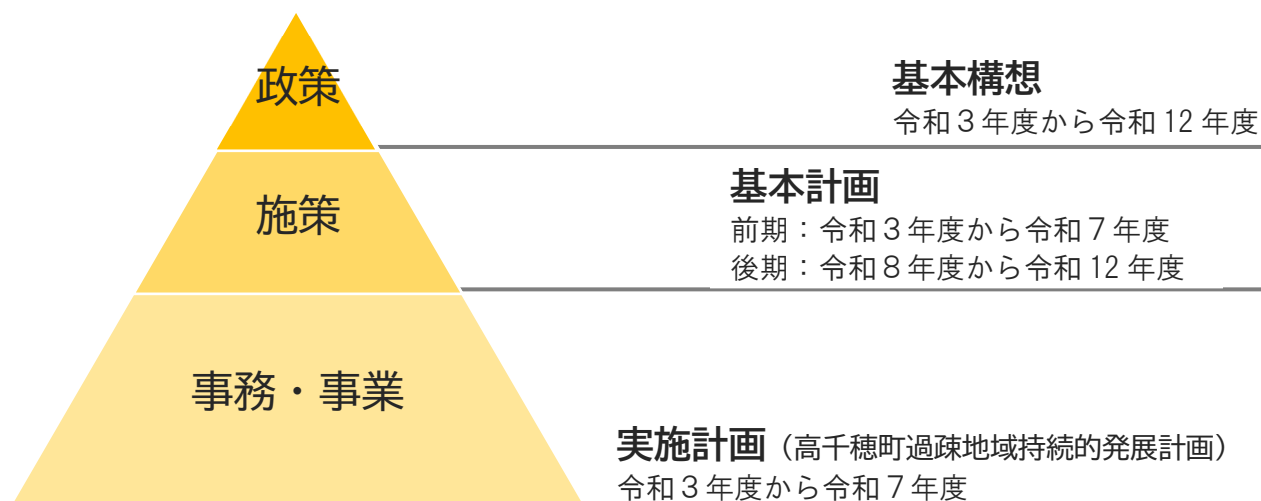 政策
基本構想
令和３年度から令和 12 年度
施策
基本計画
前期：令和３年度から令和７年度
後期：令和８年度から令和 12 年度
事務・事業
実施計画（高千穂町過疎地域持続的発展計画）
令和３年度から令和７年度